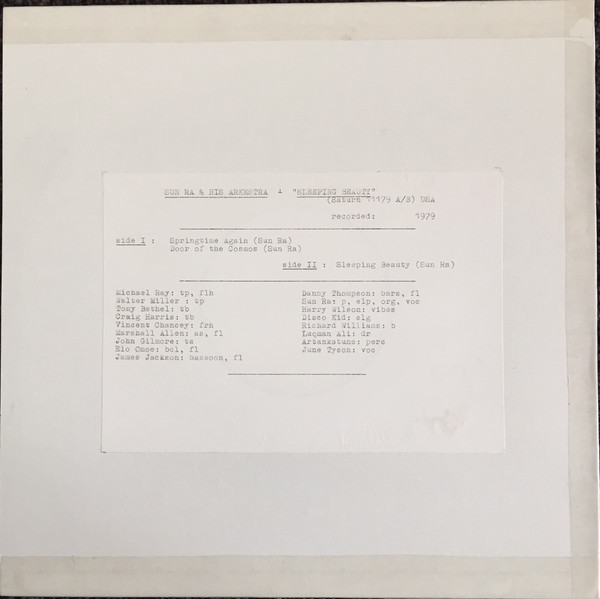 SUN RA & HIS ARKESTRA "SLEEPING BEAUTY"
(Saturn 11179 A/B) USA
recorded: 1979
side I : Springtime Again (Sun Ra)
Door of the Cosmos (Sun Ra)
side II : Sleeping Beauty (Sun Ra)
Michael Ray: tp, flh
Walter Miller : tp
Tony Bethel: tb
Craig Harris: tb
Vincent Chancey: frh
Marshall Allen: as, fl
John Gilmore: ts
Elo Omoe: bcl, fl
James Jackson: bassoon, fl
Danny Thompson: bars, fl
Sun Ra: p, elp, org, voc
Harry Wilson: vibes
Disco Kid: elg
Richard Williams: b
Luqman Ali: dr
Artankatune: perc
June Tyson: voc